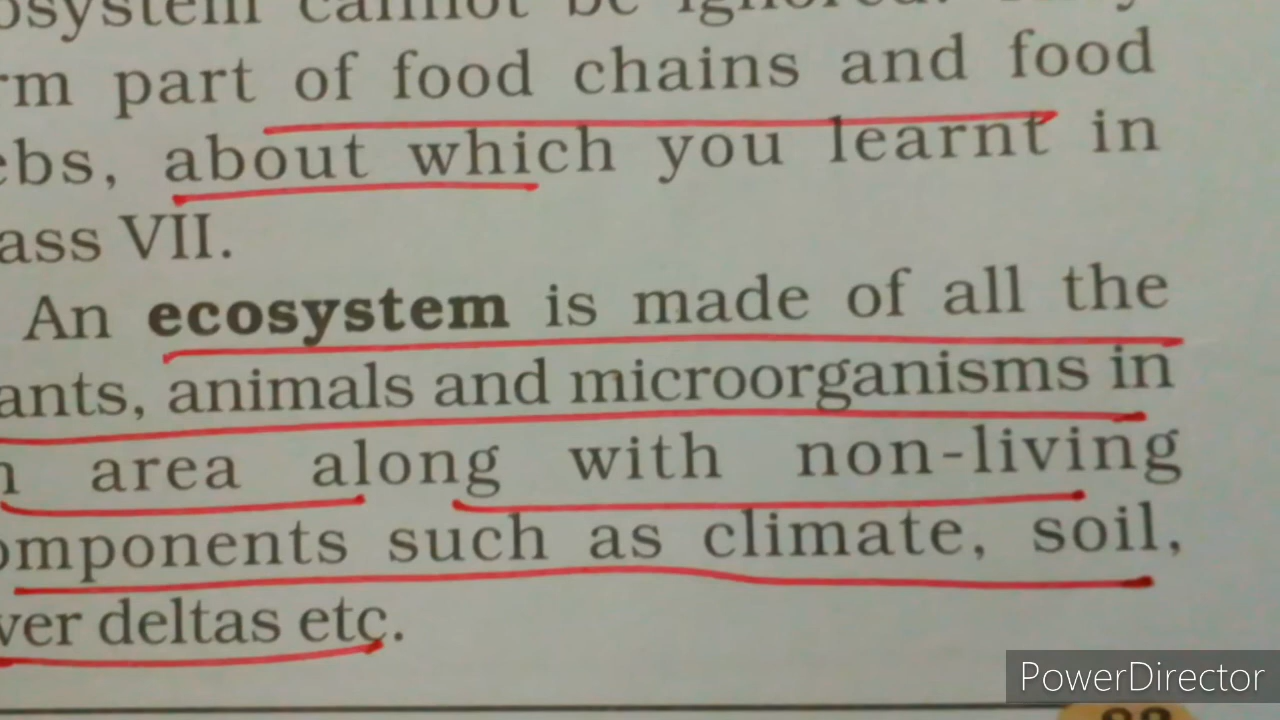 osystem cannot be ignored.
rm part of food chains and food
ebs, about which you learnt in
ass VII.
An ecosystem is made of all the
ants, animals and microorganisms in
n area along with non-living
omponents such as climate, soil,
ver deltas etc.
PowerDirector